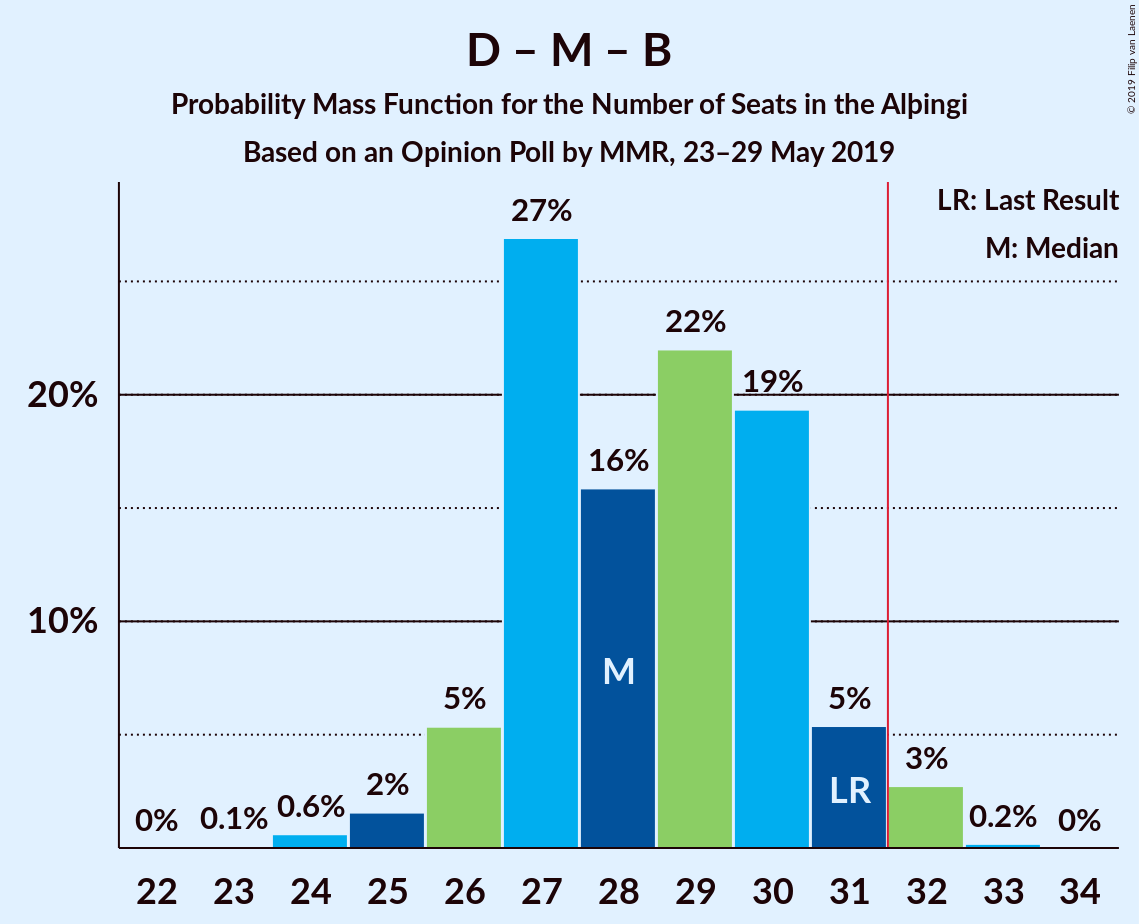 D – M – B
Probability Mass Function for the Number of Seats in the Alþingi
Based on an Opinion Poll by MMR, 23–29 May 2019
© 2019 Filip van Laenen
LR: Last Result
M: Median
27%
22%
19%
16%
5%
5%
3%
2%
0.6%
0.1%
0%
0.2%
0%
20%
10%
M
LR
22 23 24 25 26 27 28 29 30 31 32 33 34